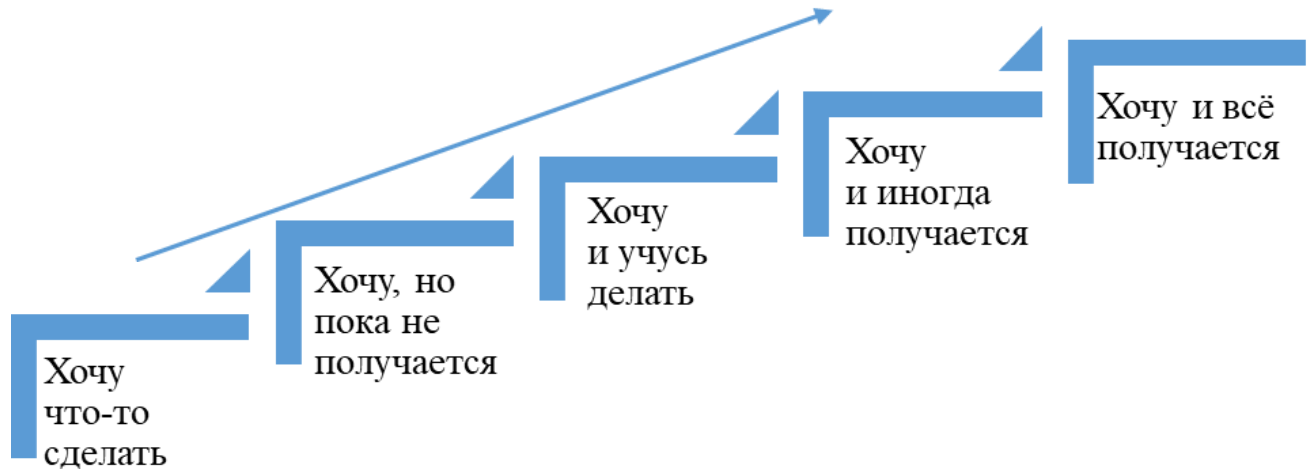 Хочу
что-то
сделать
Хочу, но
пока не
получается
Хочу
и учусь
делать
Хочу
и иногда
получается
Хочу и всё
получается